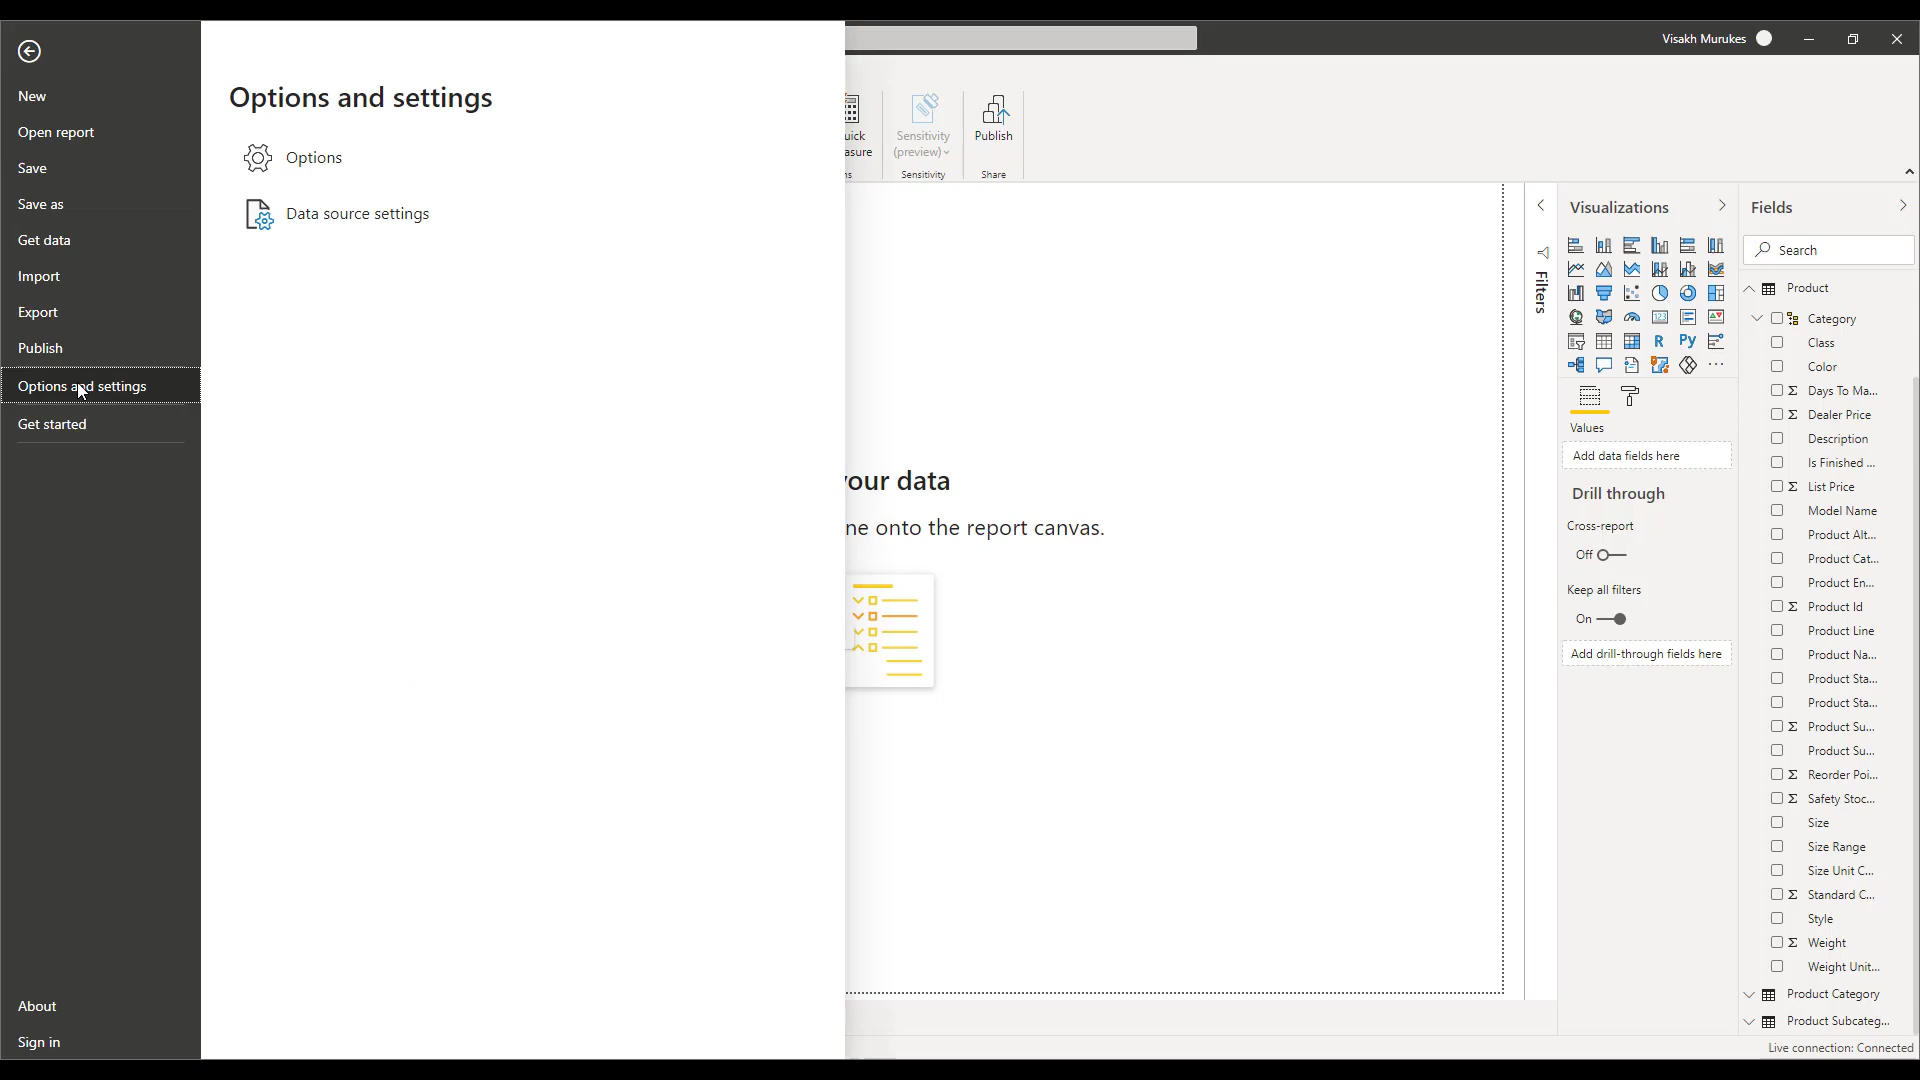 Visakh Murukes
New
Open report
Save
Save as
Get data
Import
Export
Publish
Options and settings
Get started
About
Sign in
Options and settings
Options
Data source settings
uick
asure
ns
Sensitivity
(preview)
Sensitivity
Publish
Share
your data
ne onto the report canvas.
Filters
Visualizations
123
R
Py
Values
Add data fields here
Drill through
Cross-report
Off
Keep all filters
On
Add drill-through fields here
Fields
Search
Product
Category
Class
Color
Σ Days To Ma...
Σ Dealer Price
Description
Is Finished ...
Σ List Price
Model Name
Product Alt...
Product Cat...
Product En...
Σ Product Id
Product Line
Product Na...
Product Sta...
Product Sta...
Σ Product Su...
Product Su...
Σ Reorder Poi...
Σ Safety Stoc...
Size
Size Range
Size Unit C...
Σ Standard C...
Style
Σ Weight
Weight Unit...
Product Category
Product Subcateg...
Live connection: Connected